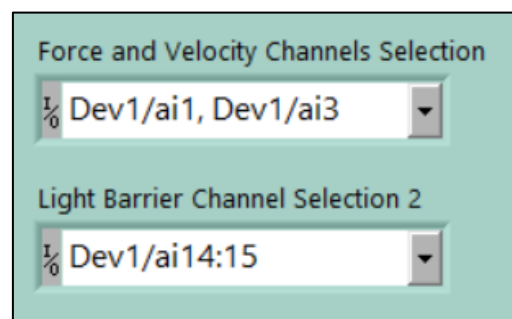 Force and Velocity Channels Selection
I/O Dev1/ai1, Dev1/ai3
Light Barrier Channel Selection 2
I/O Dev1/ai14:15